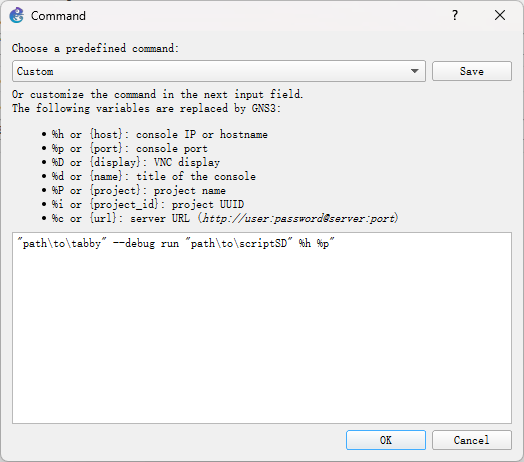 Command
?
Choose a predefined command:
Custom
Save
Or customize the command in the next input field.
The following variables are replaced by GNS3:
• %h or {host}: console IP or hostname
• %p or {port}: console port
• %D or {display}: VNC display
• %d or {name}: title of the console
• %P or {project}: project name
• %i or {project_id}: project UUID
• %c or {url}: server URL (http://user:password@server:port)
"path\to\tabby" --debug run "path\to\scriptSD" %h %p"
OK
Cancel